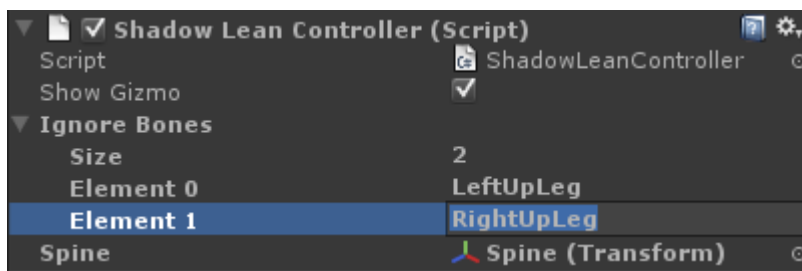 Shadow Lean Controller (Script)
Script ShadowLeanController
Show Gizmo
Ignore Bones
Size 2
Element 0 LeftUpLeg
Element 1 RightUpLeg
Spine Spine (Transform)